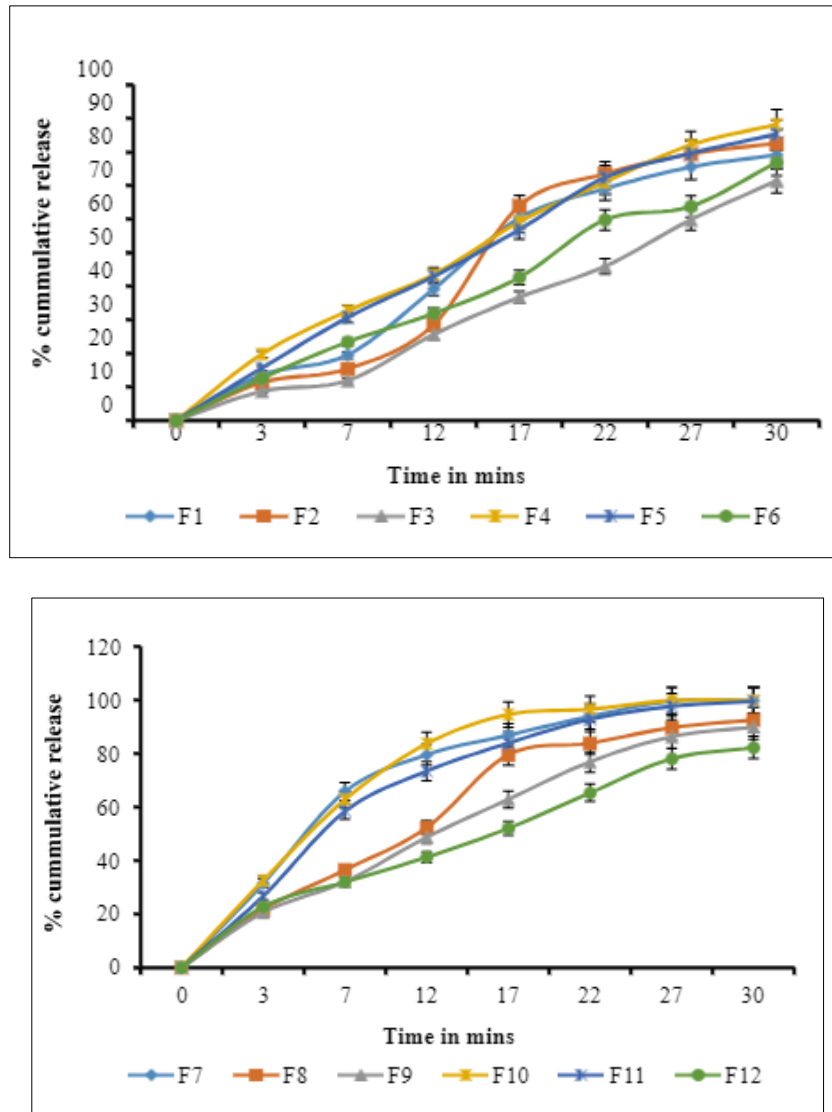 100
90
80
70
60
50
40
30
20
10
0
% cummulative release
0 3 7 12 17 22 27 30
Time in mins
F1 F2 F3 F4 F5 F6
120
100
80
60
40
20
0
% cummulative release
0 3 7 12 17 22 27 30
Time in mins
F7 F8 F9 F10 F11 F12